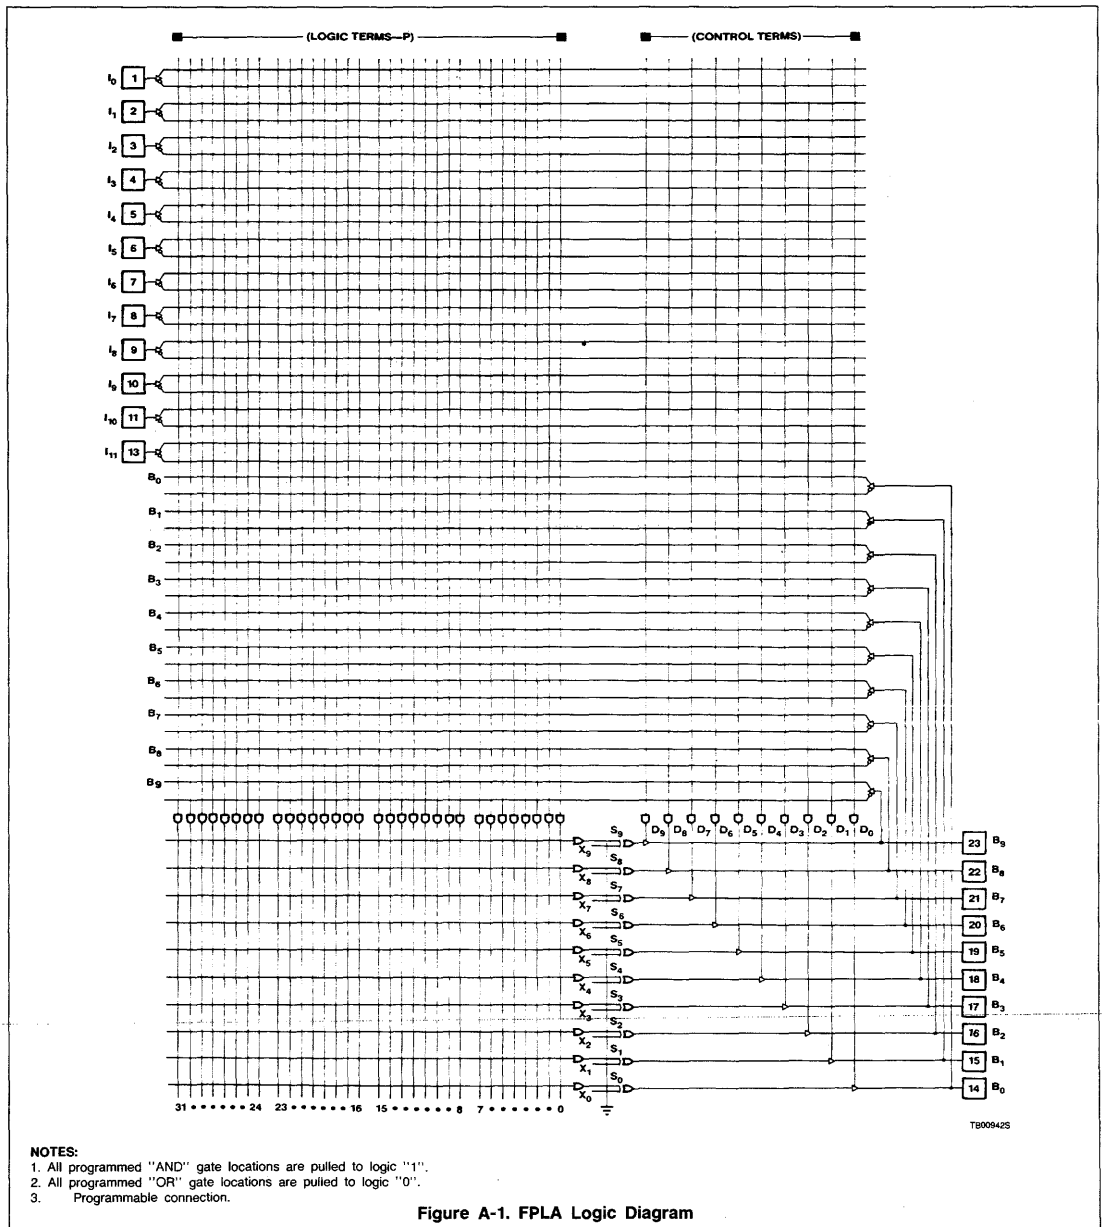 (LOGIC TERMS—P) (CONTROL TERMS)
I₀ 1
I₁ 2
I₂ 3
I₃ 4
I₄ 5
I₅ 6
I₆ 7
I₇ 8
I₈ 9
I₉ 10
I₁₀ 11
I₁₁ 13
B₀
B₁
B₂
B₃
B₄
B₅
B₆
B₇
B₈
B₉
S₉ D₉ D₈ D₇ D₆ D₅ D₄ D₃ D₂ D₁ D₀
X₉ 23 B₉
S₈
X₈ 22 B₈
S₇
X₇ 21 B₇
S₆
X₆ 20 B₆
S₅
X₅ 19 B₅
S₄
X₄ 18 B₄
S₃
X₃ 17 B₃
S₂
X₂ 16 B₂
S₁
X₁ 15 B₁
S₀
X₀ 14 B₀
31 • • • • • • 24 23 • • • • • • 16 15 • • • • • • 8 7 • • • • • • 0
TB00942S
NOTES:
1. All programmed "AND" gate locations are pulled to logic "1".
2. All programmed "OR" gate locations are pulled to logic "0".
3. Programmable connection.
Figure A-1. FPLA Logic Diagram